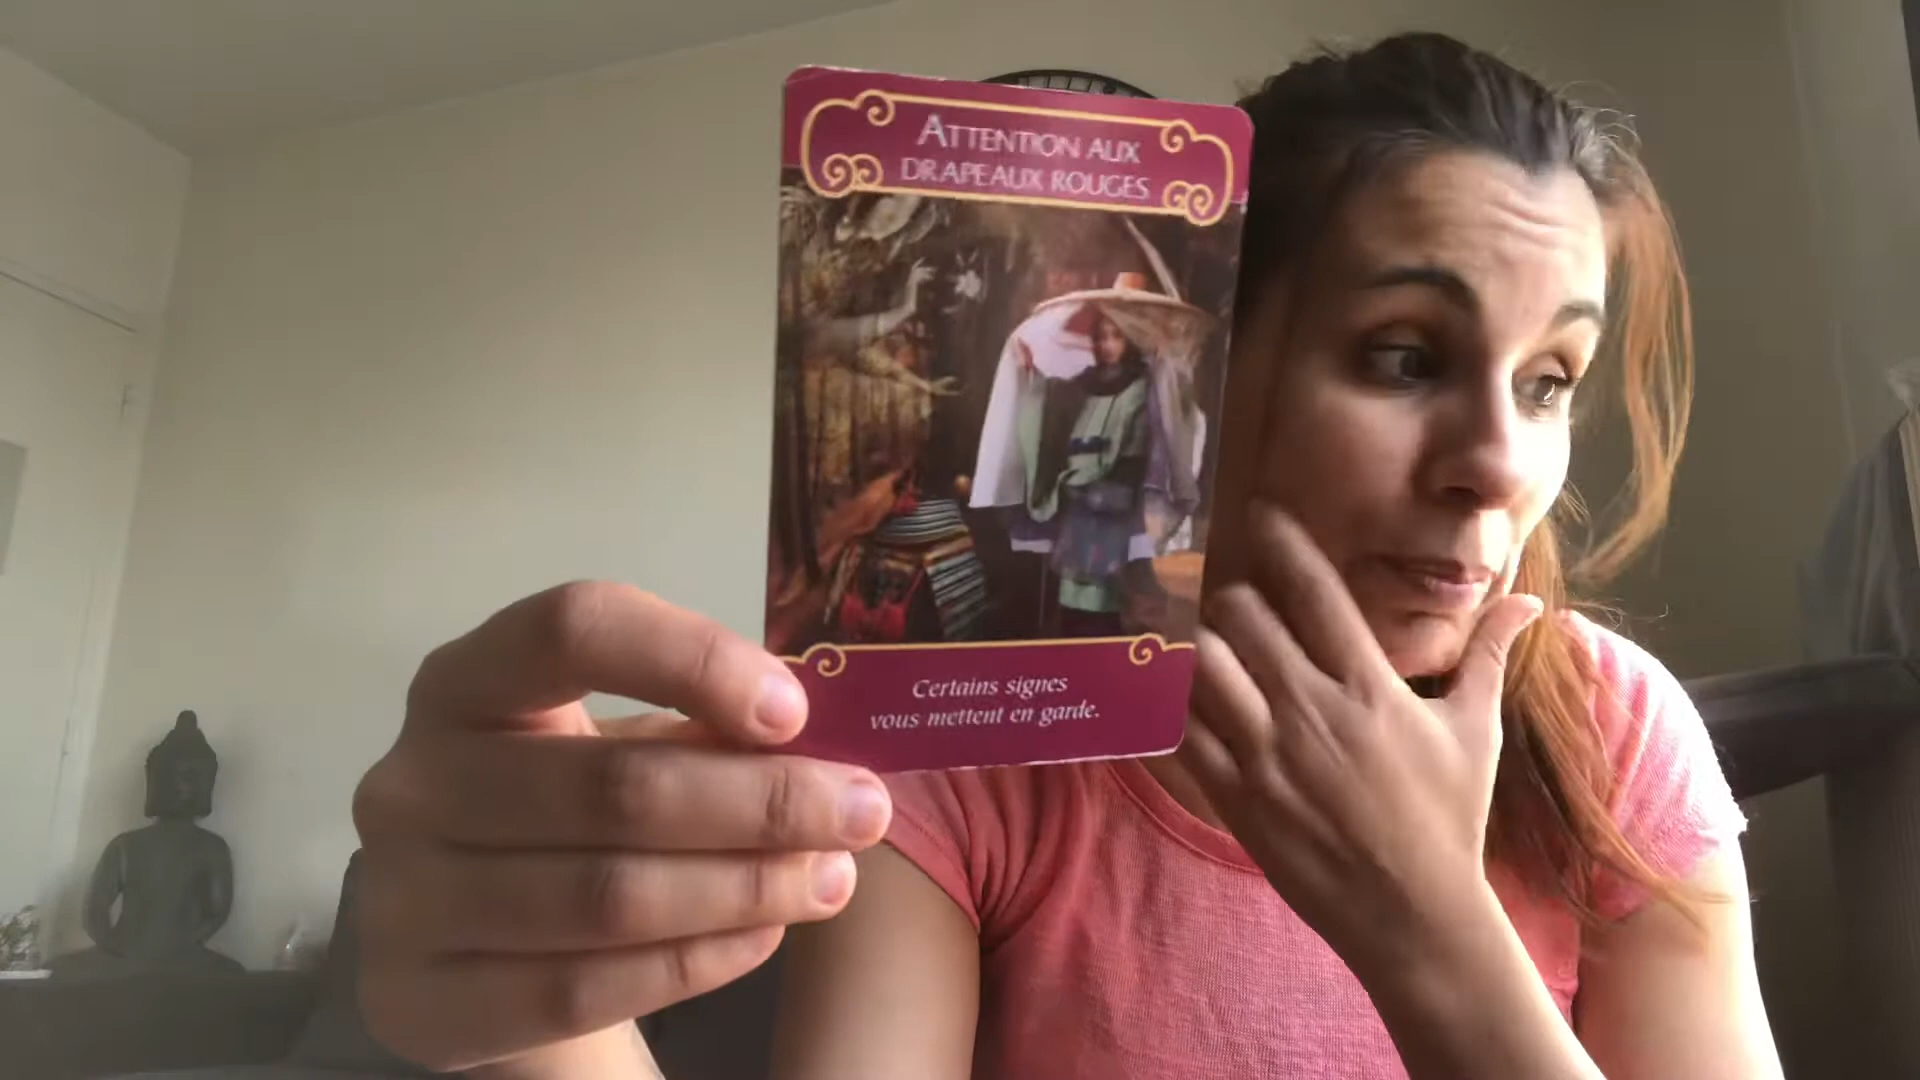 ATTENTION AUX
DRAPEAUX ROUGES
Certains signes
vous mettent en garde.